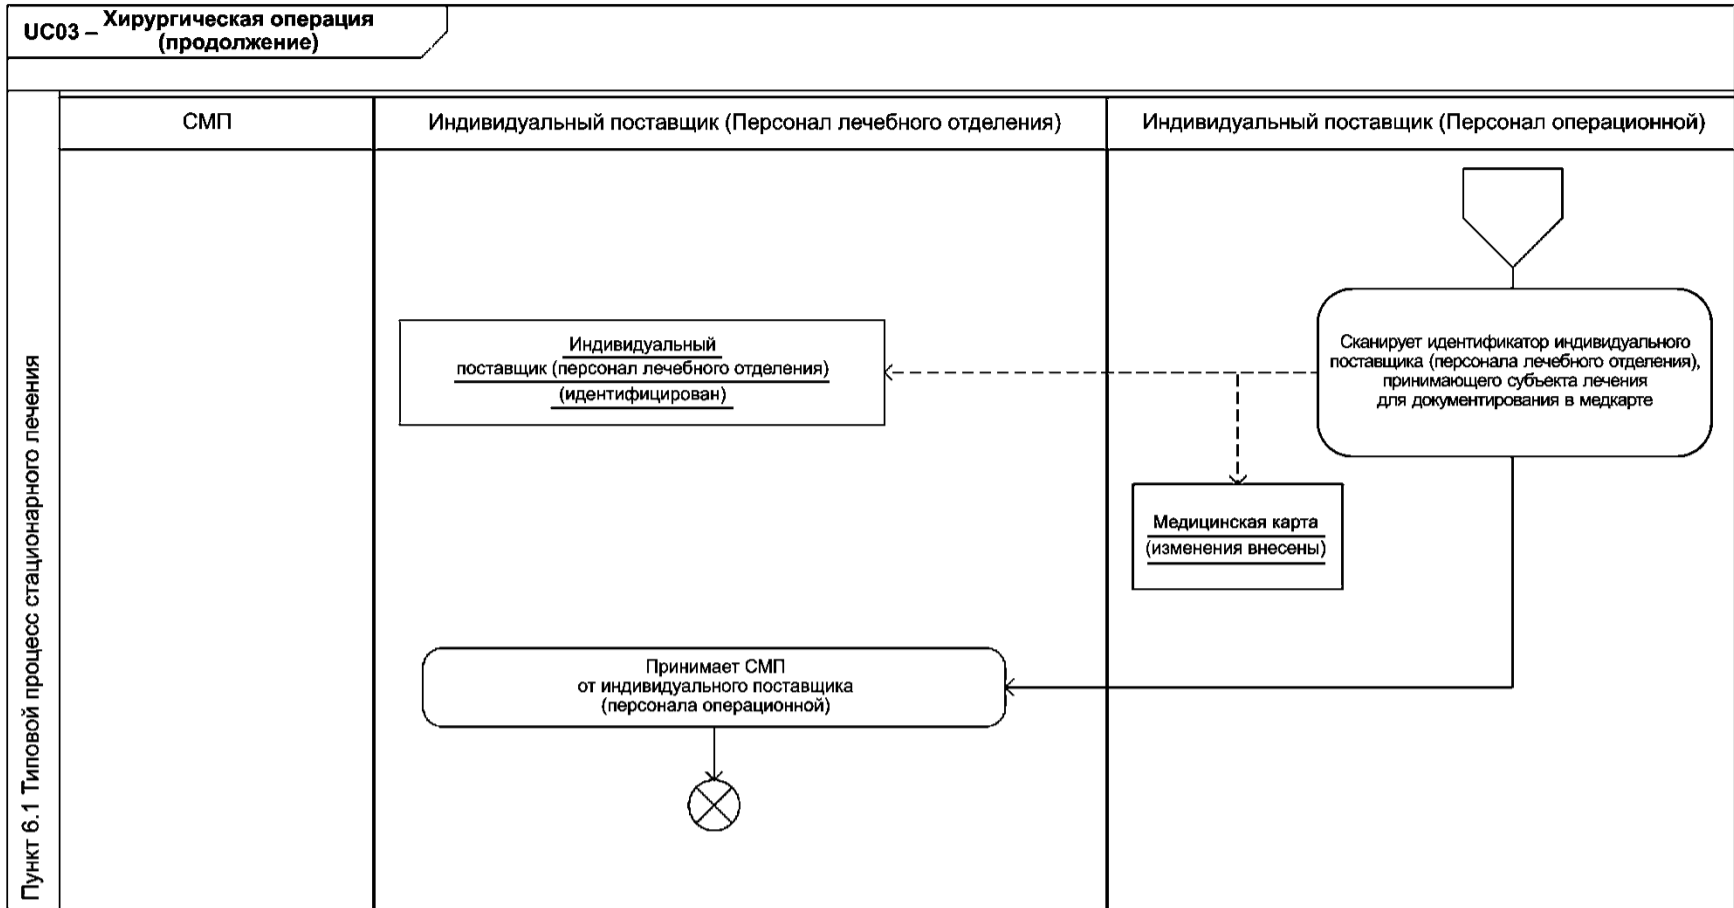 UC03 – Хирургическая операция
(продолжение)
СМП
Индивидуальный поставщик (Персонал лечебного отделения)
Индивидуальный поставщик (Персонал операционной)
Пункт 6.1 Типовой процесс стационарного лечения
Сканирует идентификатор индивидуального
поставщика (персонала лечебного отделения),
принимающего субъекта лечения
для документирования в медкарте
Индивидуальный
поставщик (персонал лечебного отделения)
(идентифицирован)
Медицинская карта
(изменения внесены)
Принимает СМП
от индивидуального поставщика
(персонала операционной)